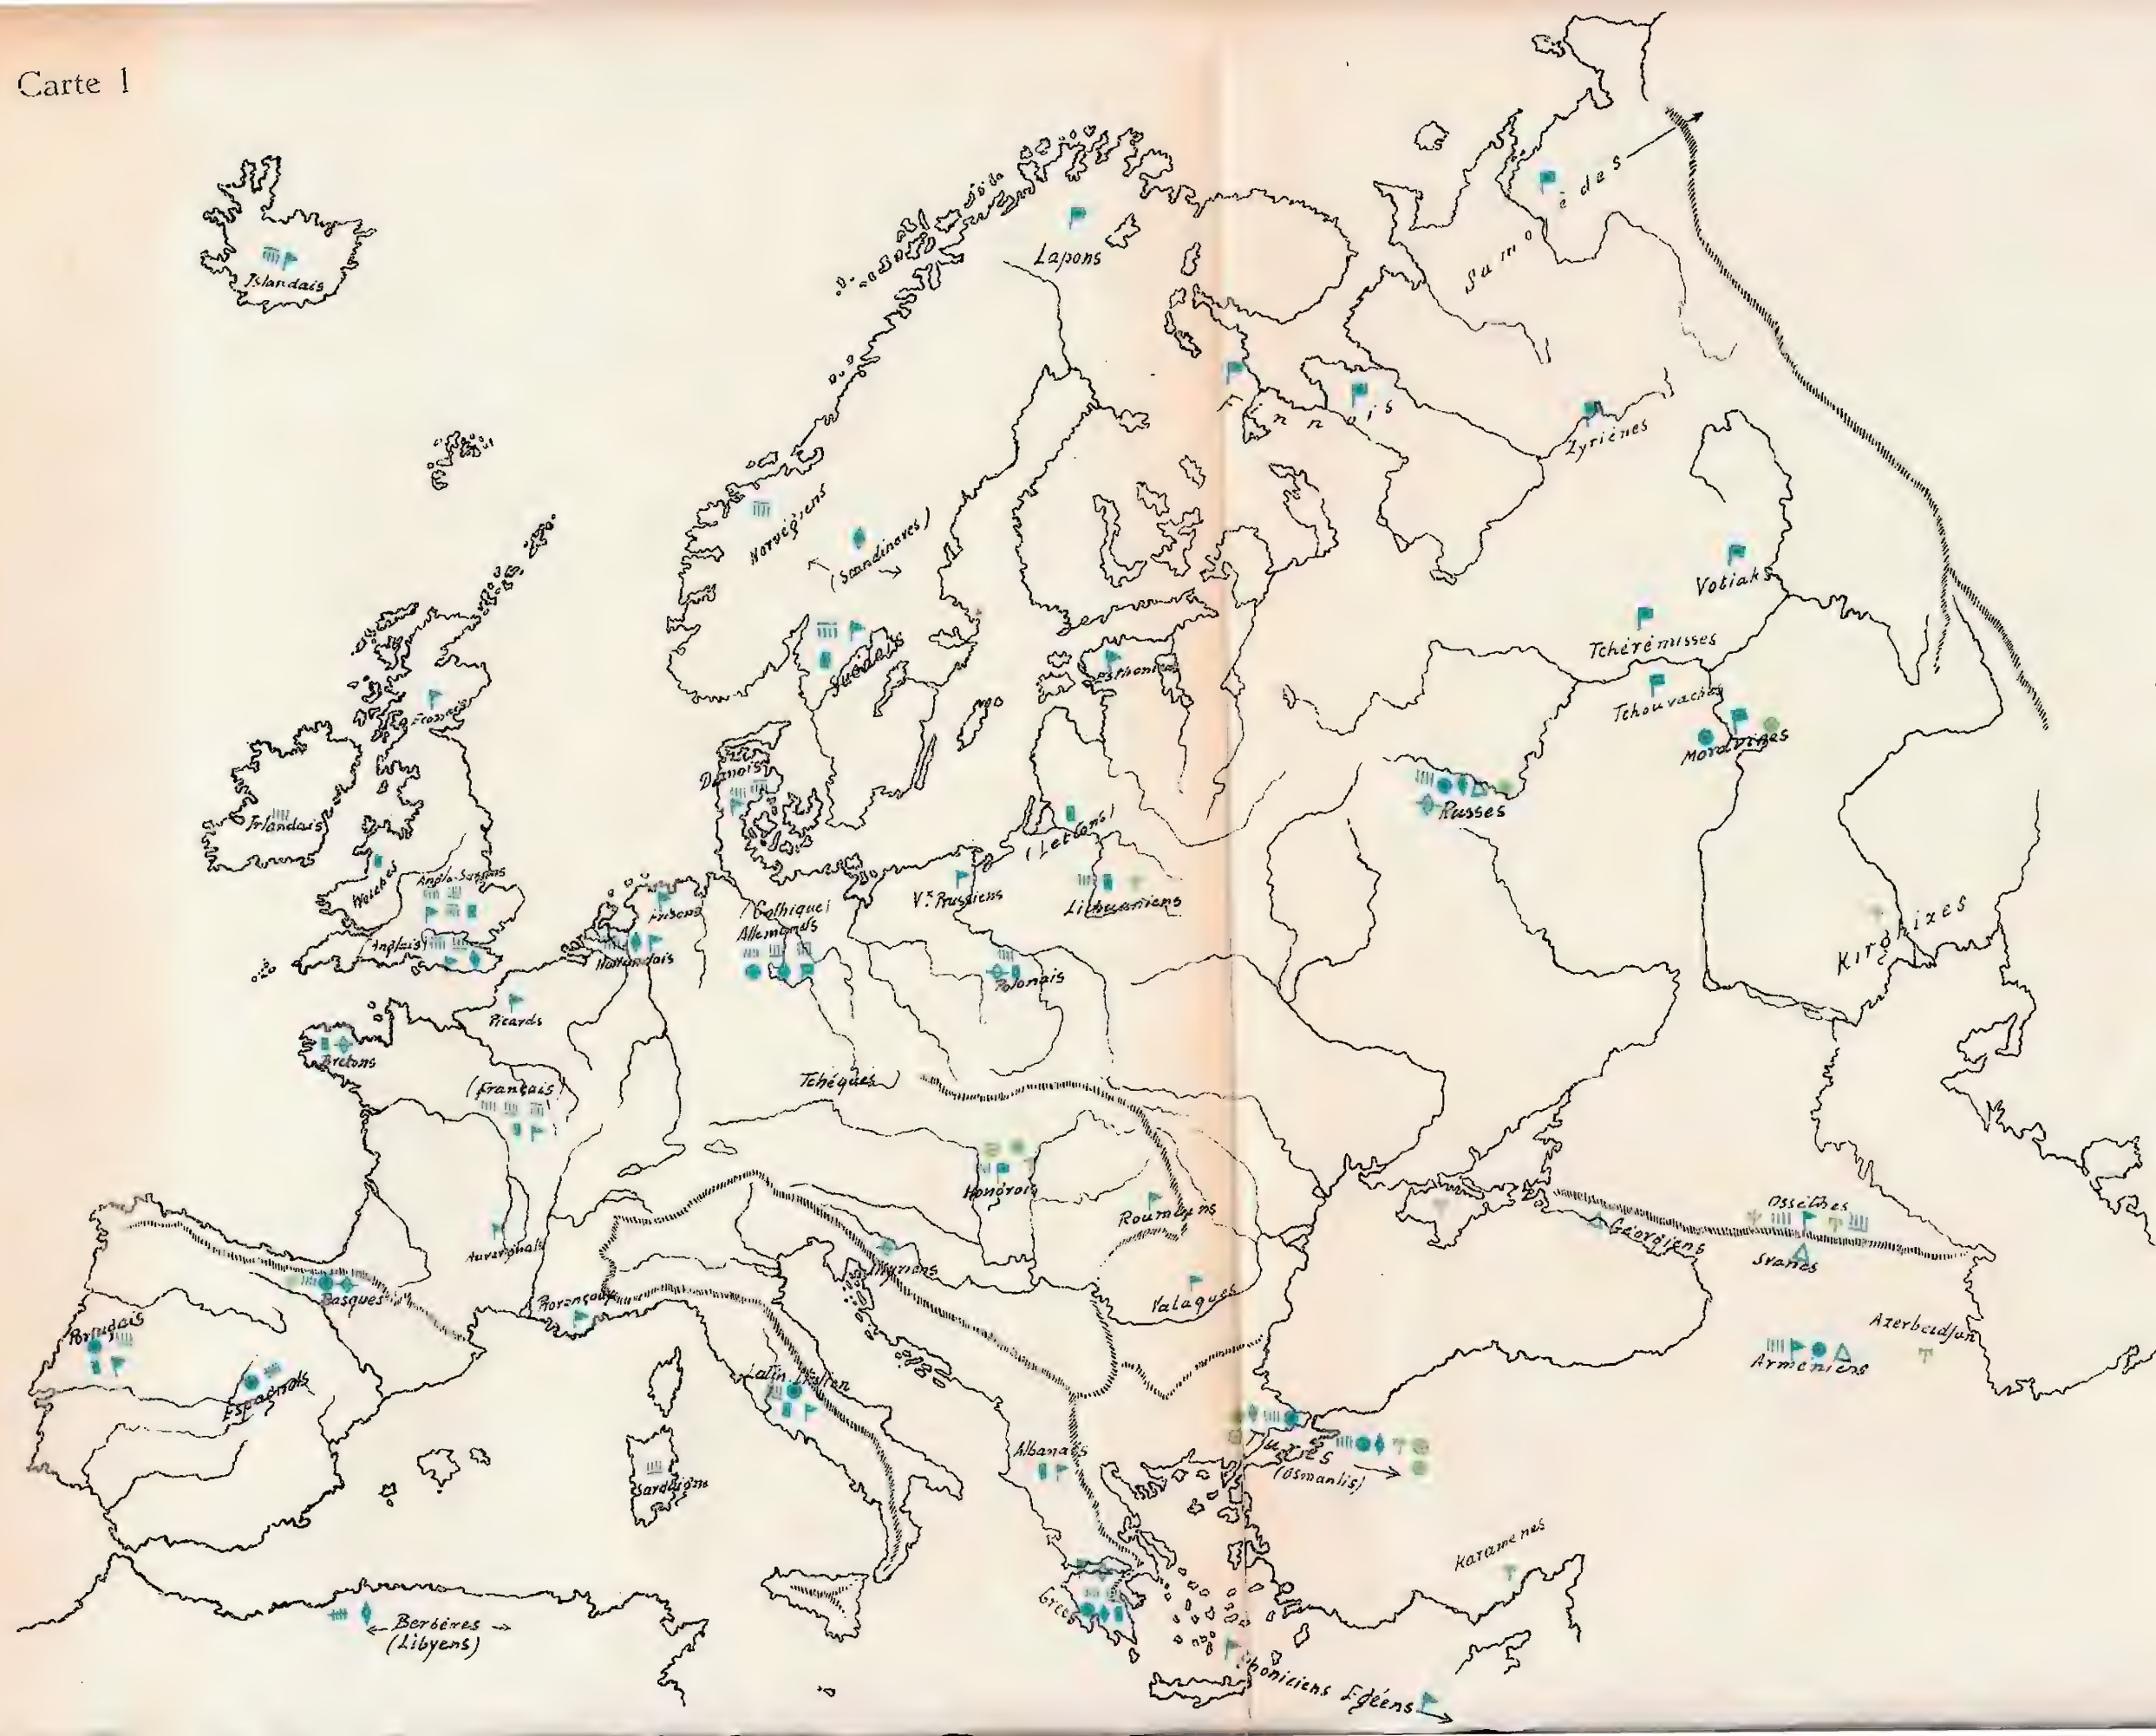 Carte 1
Islandais
Lapons
Samoïèdes
Finnois
Zyriènes
Norvégiens
(Scandinaves)
Votiaks
Tchérémisses
Suédois
Esthoniens
Tchouvaches
Ecossais
Mordvines
Danois
Irlandais
Russes
(Lettons)
Welches
Anglo-Saxons
Vx Prussiens
Lithuaniens
Frisons
(Gothique)
Allemands
Kirghizes
(Anglais)
Hollandais
Polonais
Picards
Bretons
(Français)
Tchèques
Hongrois
Roumains
Ossèthes
Géorgiens
Svanes
Auvergnats
Illyriens
Basques
Provençaux
Valaques
Portugais
Azerbeidjan
Arméniens
Espagnols
Latin Italien
Albanais
Turcs
(Osmanlis)
Sardaigne
Karamenes
Grecs
Berbères
(Libyens)
Phéniciens Egéens